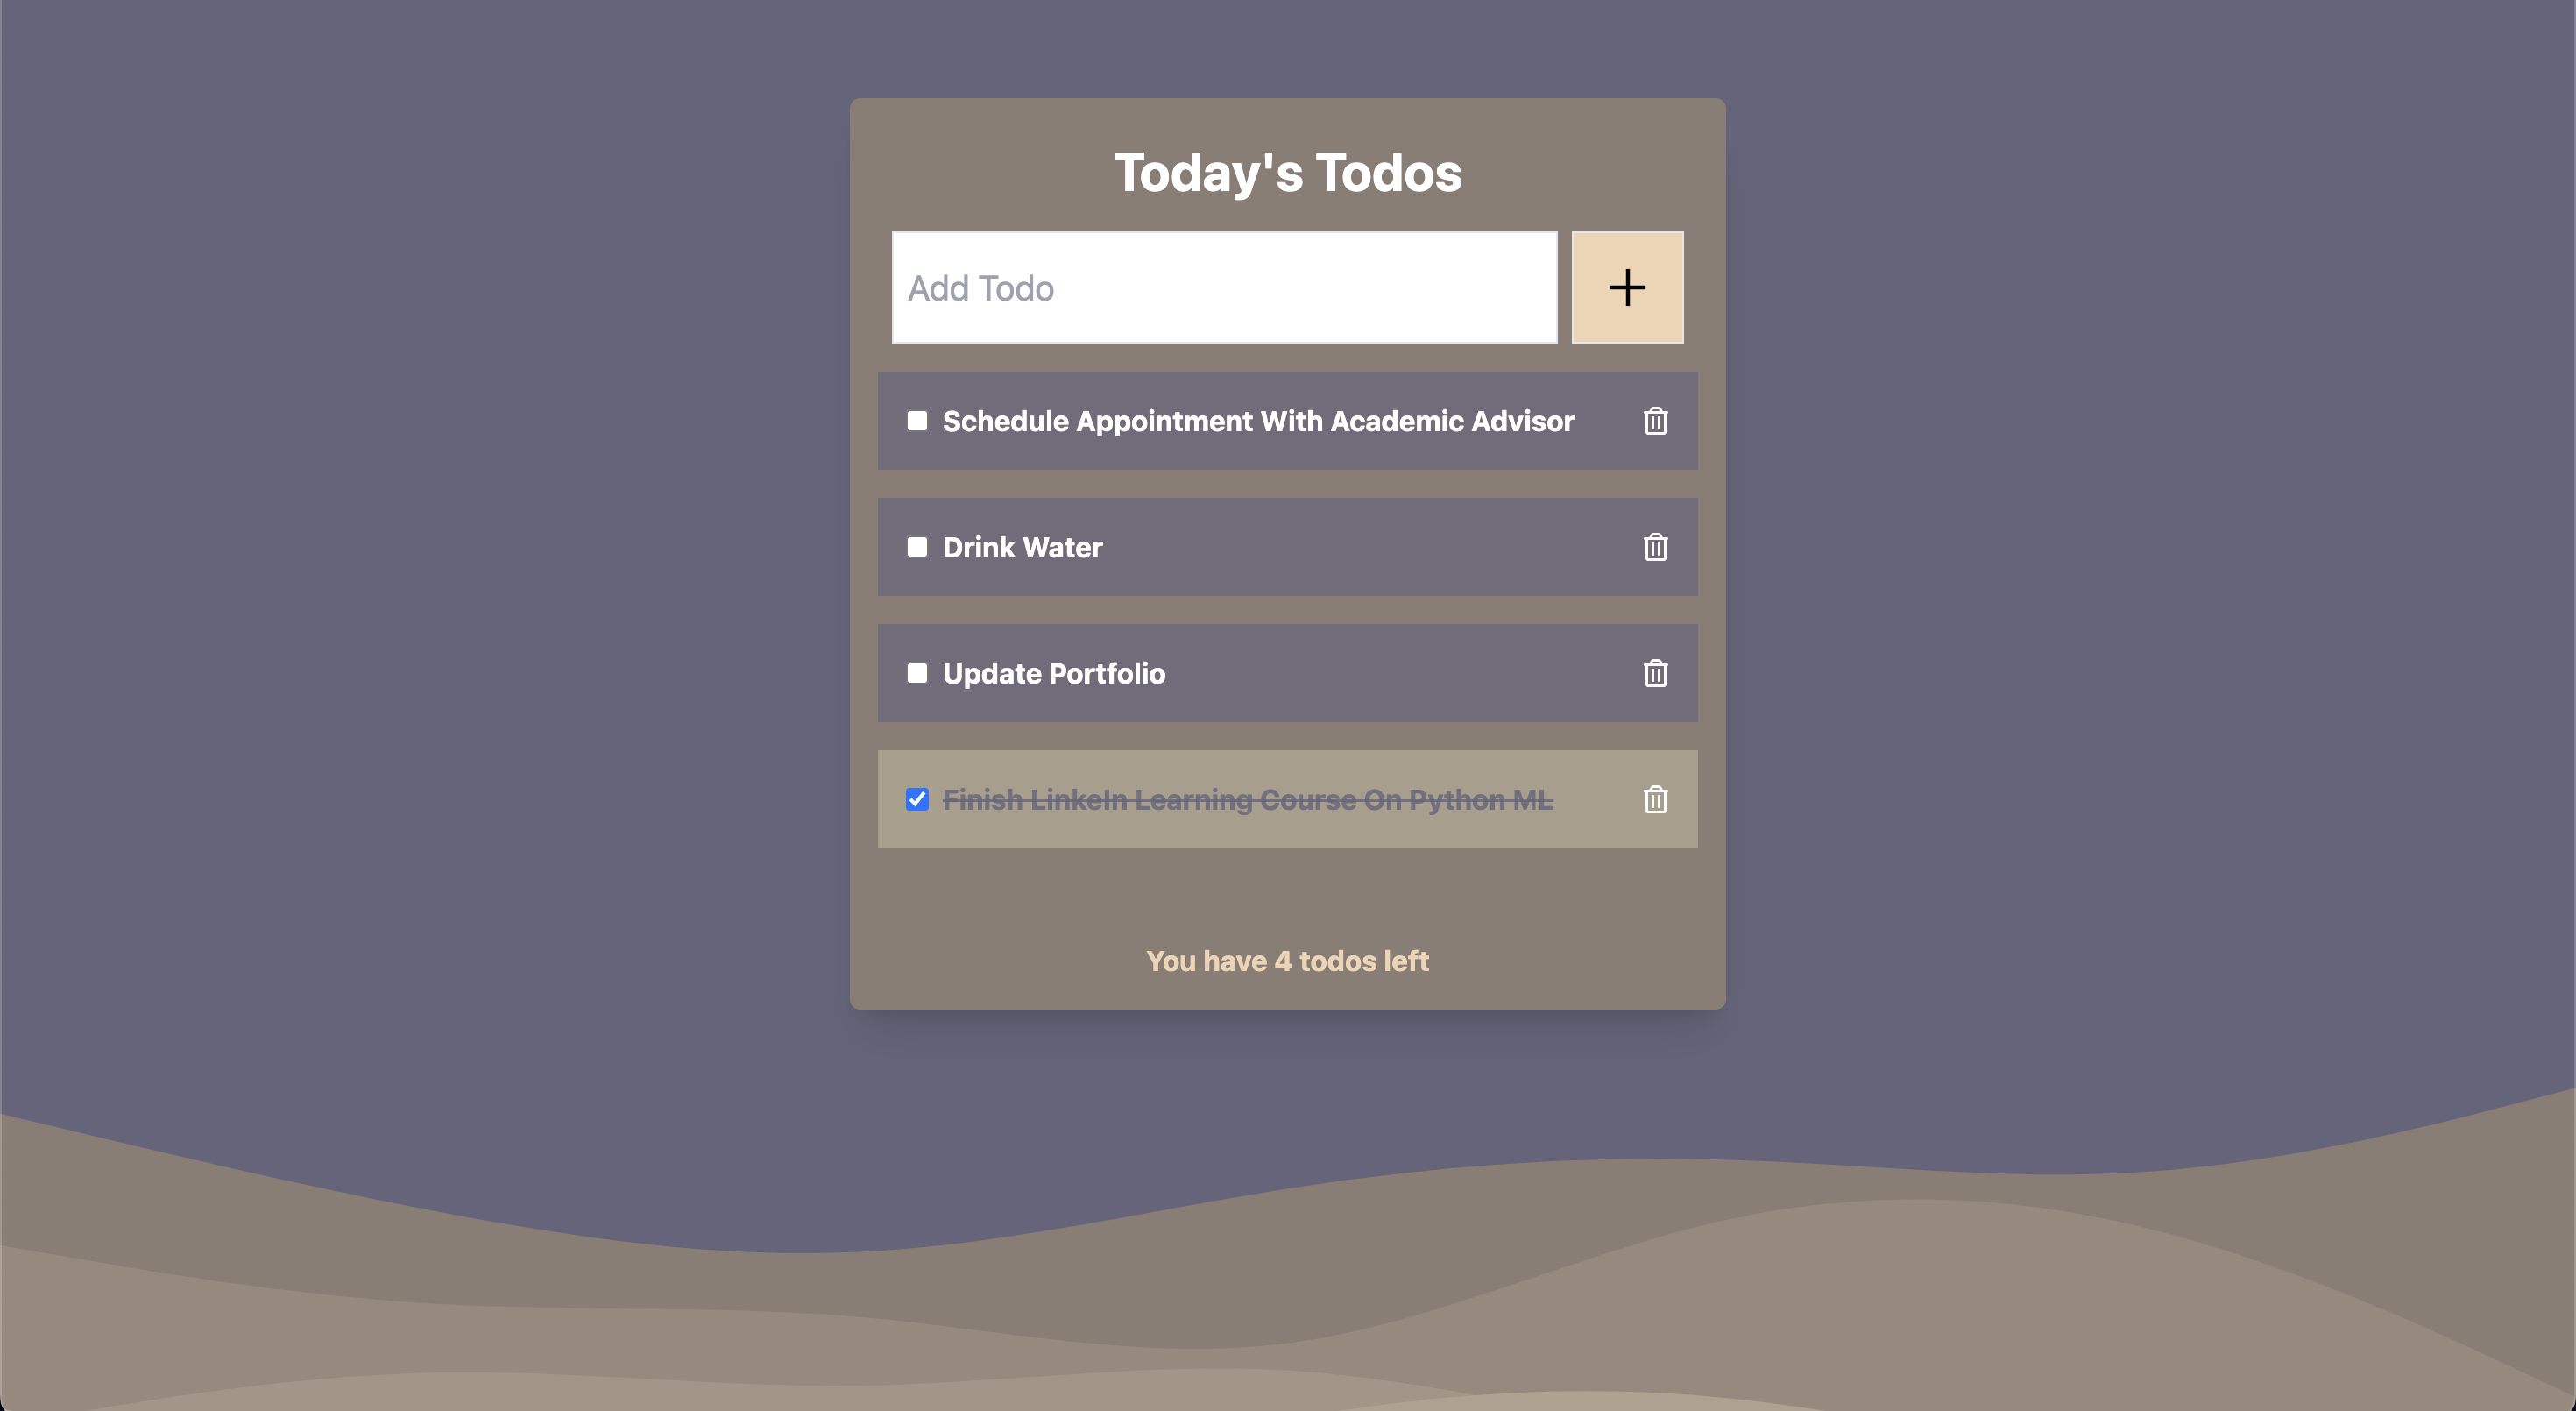 Today's Todos
Add Todo
Schedule Appointment With Academic Advisor
Drink Water
Update Portfolio
Finish LinkeIn Learning Course On Python ML
You have 4 todos left